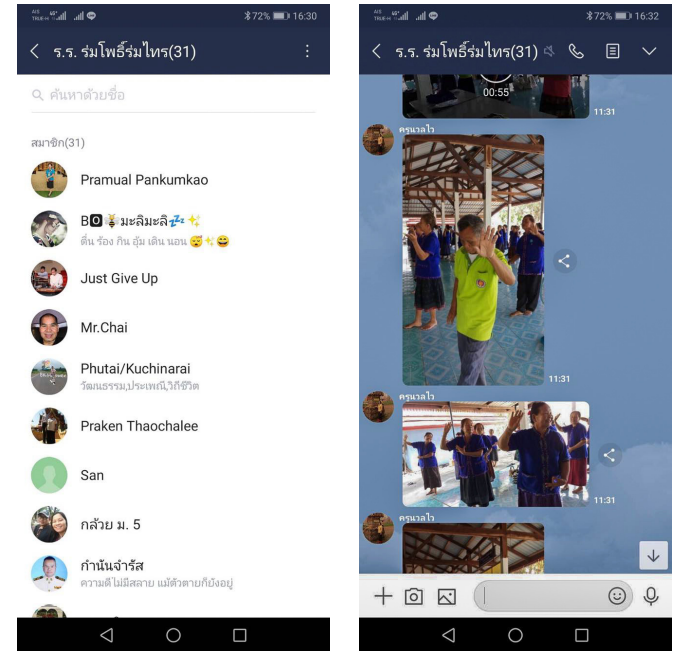 AIS
TRUE-H
72%
16:30
ร.ร. ร่มโพธิ์ร่มไทร(31)
ค้นหาด้วยชื่อ
สมาชิก(31)
Pramual Pankumkao
BO มะลิมะลิ
ตื่น ร้อง กิน อุ้ม เดิน นอน
Just Give Up
Mr.Chai
Phutai/Kuchinarai
วัฒนธรรม,ประเพณี,วิถีชีวิต
Praken Thaochalee
San
กล้วย ม. 5
กำนันจำรัส
ความดีไม่มีสลาย แม้ตัวตายก็ยังอยู่
AIS
TRUE-H
72%
16:32
ร.ร. ร่มโพธิ์ร่มไทร(31)
00:55
11:31
ครูนวลไว
11:31
ครูนวลไว
11:31
ครูนวลไว